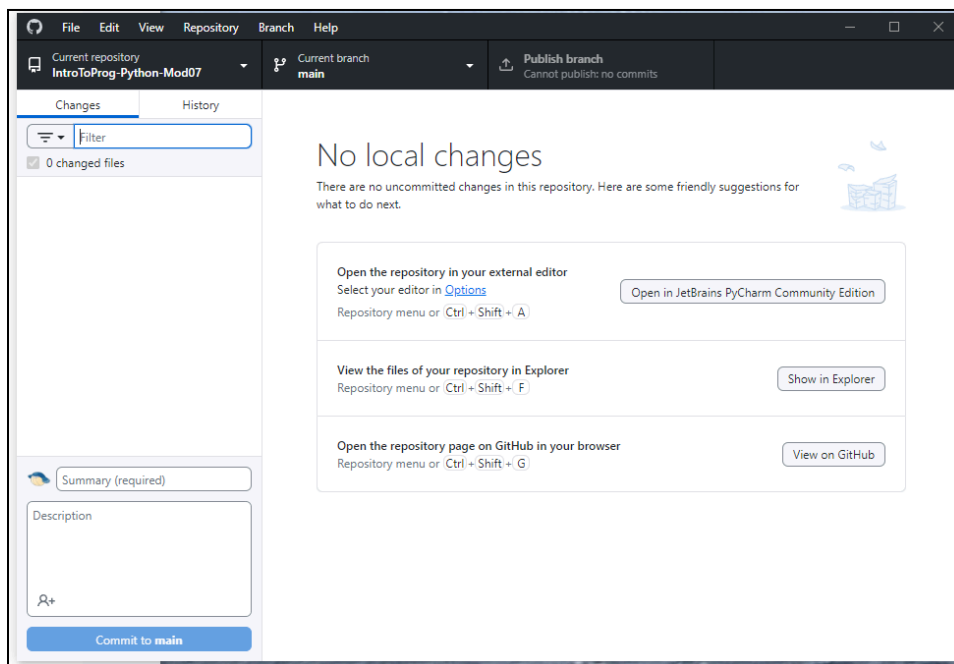 File Edit View Repository Branch Help
Current repository
IntroToProg-Python-Mod07
Current branch
main
Publish branch
Cannot publish: no commits
Changes History
Filter
0 changed files
No local changes
There are no uncommitted changes in this repository. Here are some friendly suggestions for
what to do next.
Open the repository in your external editor
Select your editor in Options
Repository menu or Ctrl + Shift + A
Open in JetBrains PyCharm Community Edition
View the files of your repository in Explorer
Repository menu or Ctrl + Shift + F
Show in Explorer
Open the repository page on GitHub in your browser
Repository menu or Ctrl + Shift + G
View on GitHub
Summary (required)
Description
Commit to main